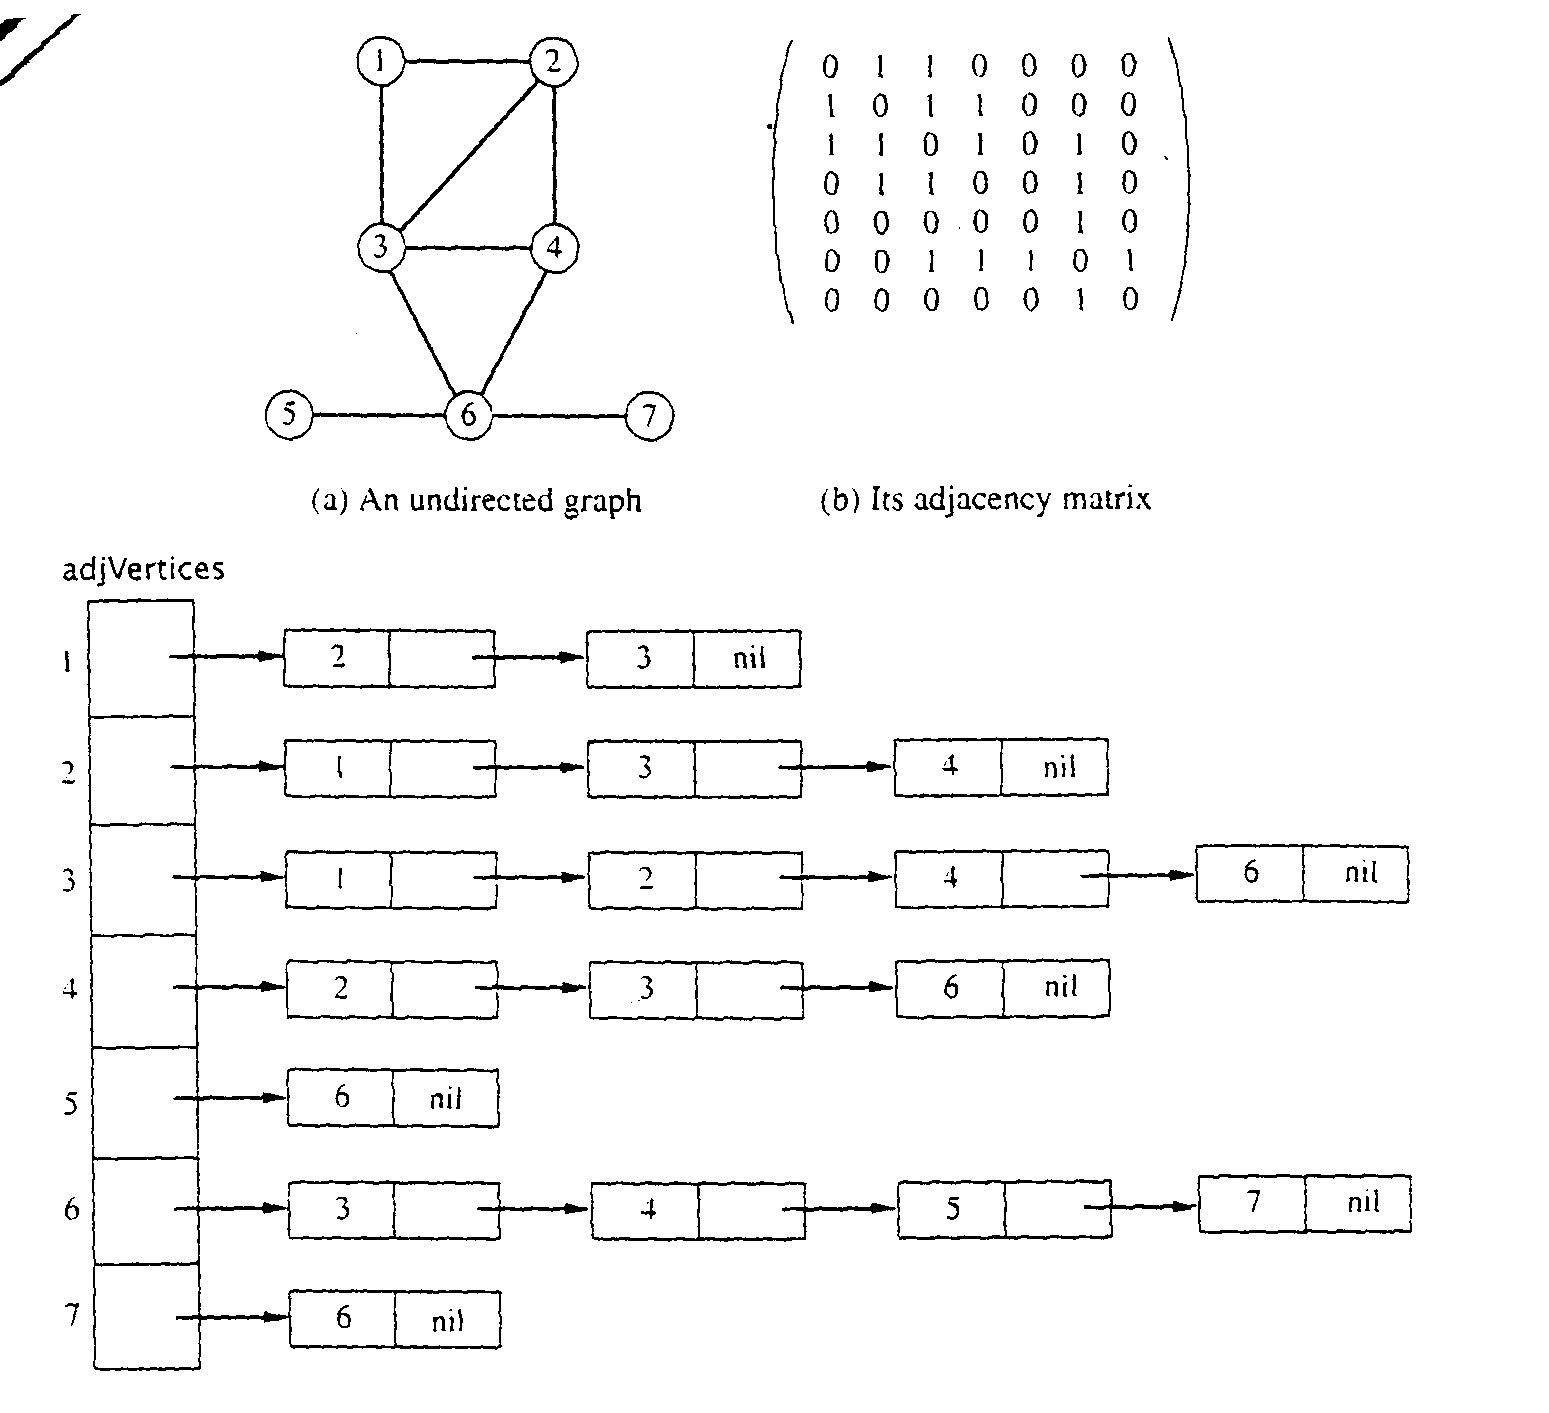 1 2
3 4
5 6 7
(a) An undirected graph
0 1 1 0 0 0 0
1 0 1 1 0 0 0
1 1 0 1 0 1 0
0 1 1 0 0 1 0
0 0 0 0 0 1 0
0 0 1 1 1 0 1
0 0 0 0 0 1 0
(b) Its adjacency matrix
adjVertices
1 2 3 nil
2 1 3 4 nil
3 1 2 4 6 nil
4 2 3 6 nil
5 6 nil
6 3 4 5 7 nil
7 6 nil